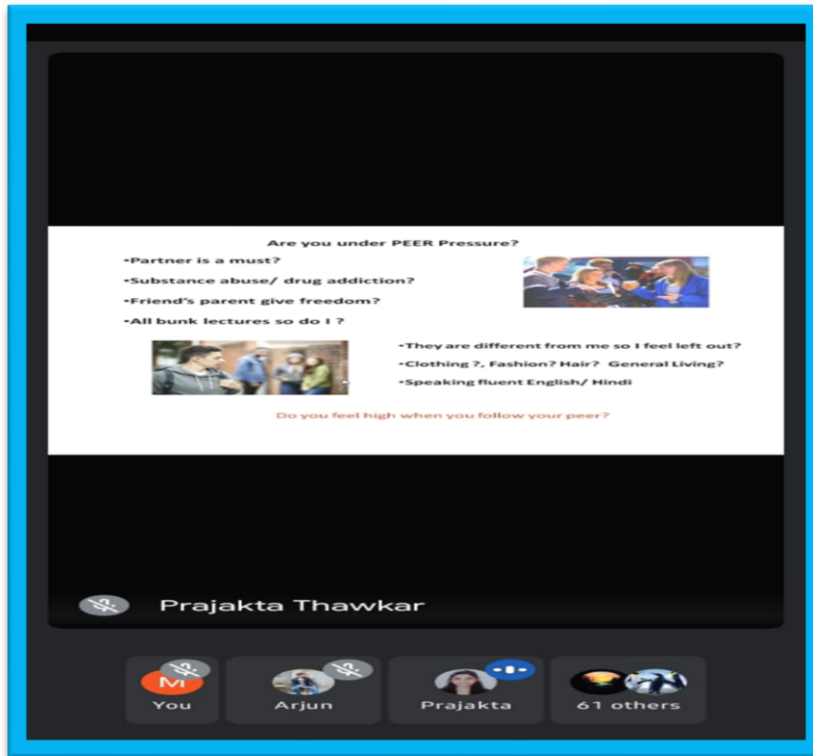 Are you under PEER Pressure?
•Partner is a must?
•Substance abuse/ drug addiction?
•Friend's parent give freedom?
•All bunk lectures so do I ?
•They are different from me so I feel left out?
•Clothing ?, Fashion? Hair?  General Living?
•Speaking fluent English/ Hindi
Do you feel high when you follow your peer?
Prajakta Thawkar
M
You
Arjun
Prajakta
61 others